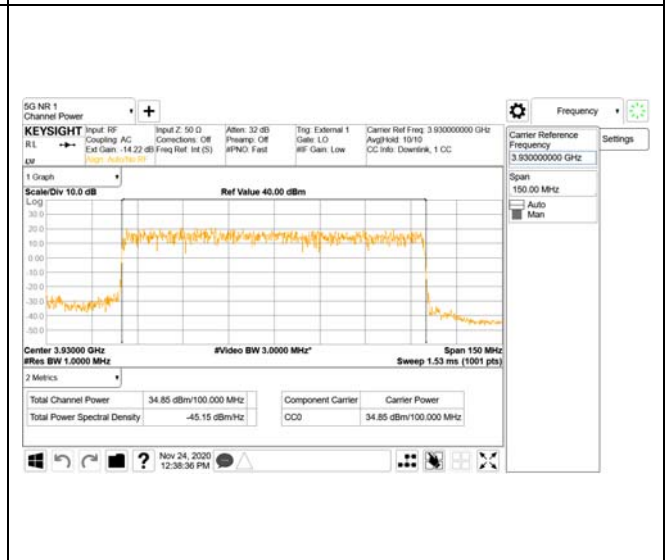 5G NR 1
Channel Power
+
Frequency
KEYSIGHT Input: RF Input Z: 50 Ω Atten: 32 dB Trig: External 1 Carrier Ref Freq: 3.930000000 GHz
RL Coupling: AC Corrections: Off Preamp: Off Gate: LO Avg|Hold: 10/10
Ext Gain: -14.22 dB Freq Ref: Int (S) #PNO: Fast #IF Gain: Low CC Info: Downlink, 1 CC
Align: Auto/No RF
Carrier Reference
Frequency
3.930000000 GHz
Settings
Span
150.00 MHz
Auto
Man
1 Graph
Scale/Div 10.0 dB Ref Value 40.00 dBm
Log
30.0
20.0
10.0
0.00
-10.0
-20.0
-30.0
-40.0
-50.0
Center 3.93000 GHz #Video BW 3.0000 MHz* Span 150 MHz
#Res BW 1.0000 MHz Sweep 1.53 ms (1001 pts)
2 Metrics
Total Channel Power 34.85 dBm/100.000 MHz Component Carrier Carrier Power
Total Power Spectral Density -45.15 dBm/Hz CC0 34.85 dBm/100.000 MHz
? Nov 24, 2020
12:38:36 PM